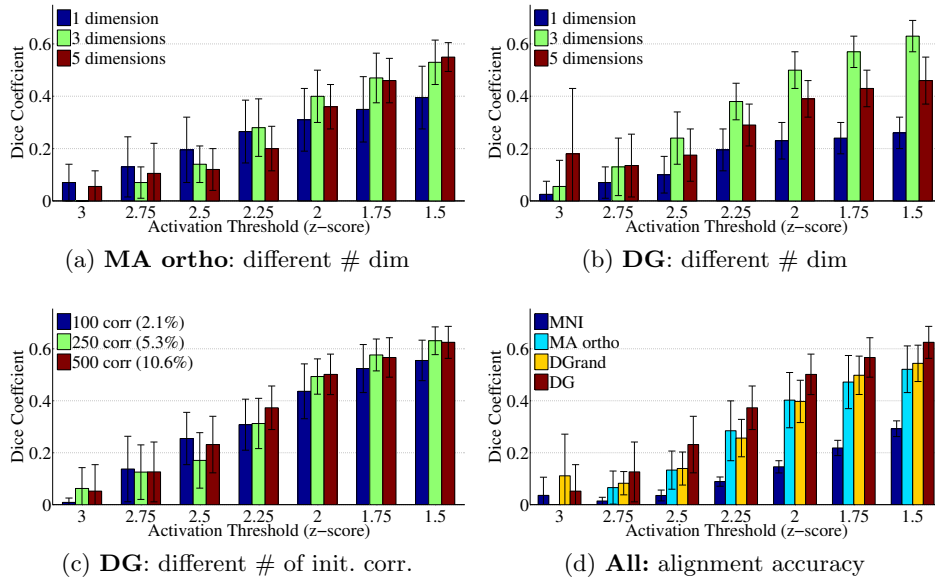 1 dimension
3 dimensions
5 dimensions
Dice Coeffcient
0.6
0.4
0.2
0
3 2.75 2.5 2.25 2 1.75 1.5
Activation Threshold (z-score)
(a) MA ortho: different # dim
1 dimension
3 dimensions
5 dimensions
Dice Coeffcient
0.6
0.4
0.2
0
3 2.75 2.5 2.25 2 1.75 1.5
Activation Threshold (z-score)
(b) DG: different # dim
100 corr (2.1%)
250 corr (5.3%)
500 corr (10.6%)
Dice Coeffcient
0.6
0.4
0.2
0
3 2.75 2.5 2.25 2 1.75 1.5
Activation Threshold (z-score)
(c) DG: different # of init. corr.
MNI
MA ortho
DGrand
DG
Dice Coeffcient
0.6
0.4
0.2
0
3 2.75 2.5 2.25 2 1.75 1.5
Activation Threshold (z-score)
(d) All: alignment accuracy